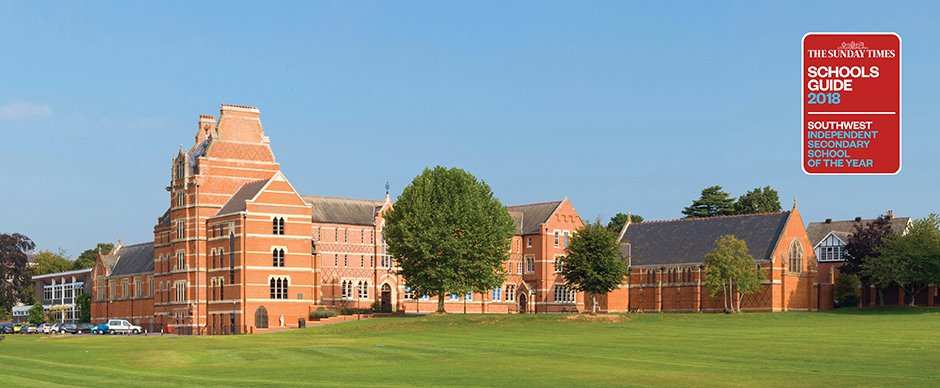 THE SUNDAY TIMES
SCHOOLS
GUIDE
2018
SOUTHWEST
INDEPENDENT
SECONDARY
SCHOOL
OF THE YEAR